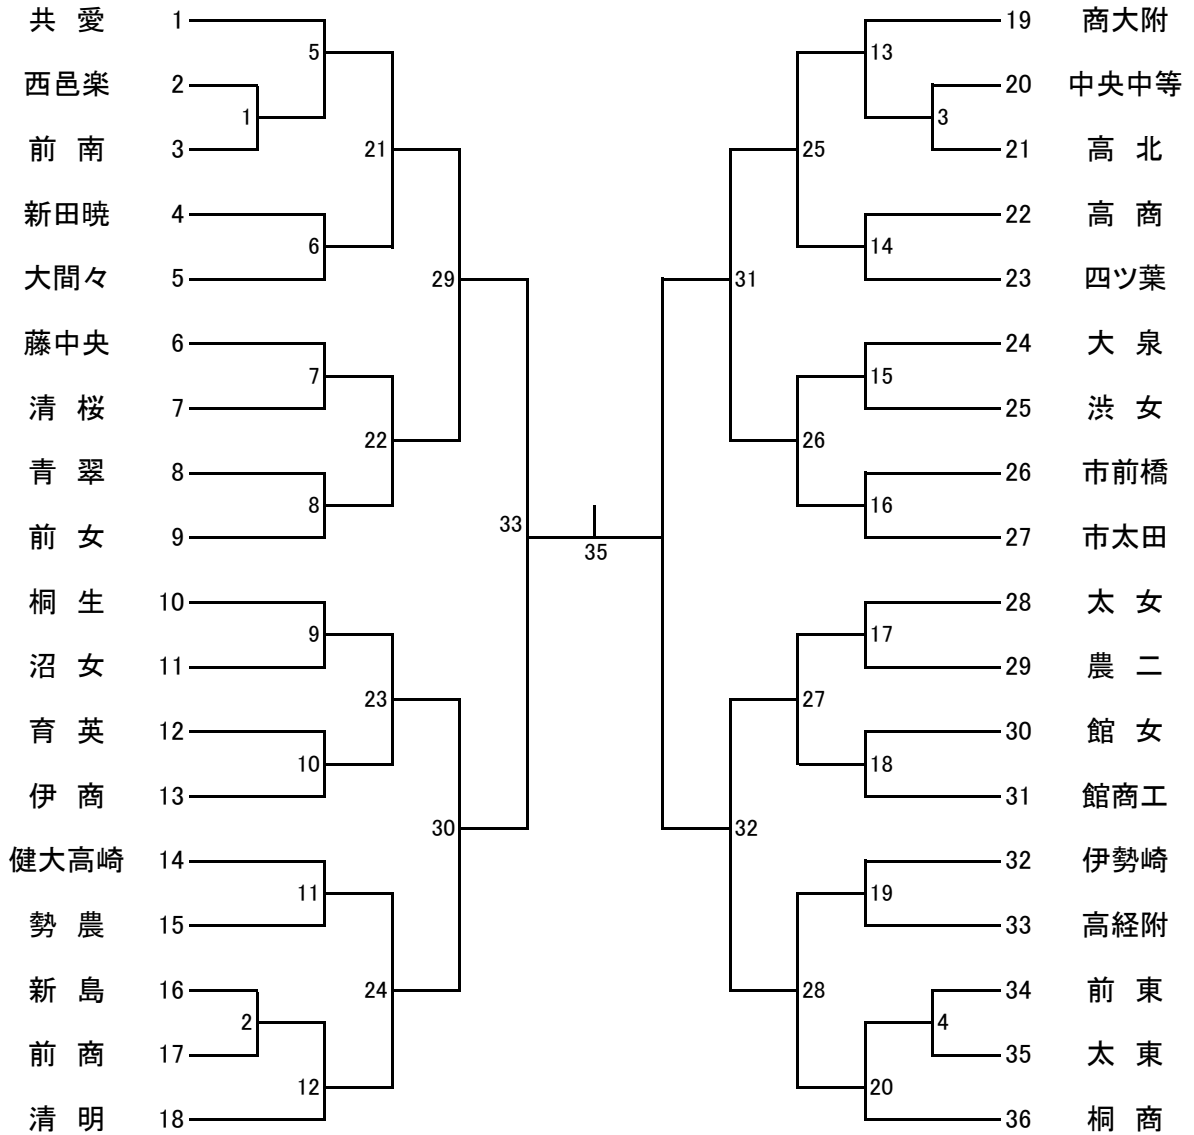 共 愛 1 19 商大附
5 13
西邑楽 2 20 中央中等
1 3
前 南 3 21 25 21 高 北
新田暁 4 22 高 商
6 14
大間々 5 29 31 23 四ツ葉
藤中央 6 24 大 泉
7 15
清 桜 7 25 渋 女
22 26
青 翠 8 26 市前橋
8 16
33
前 女 9 27 市太田
35
桐 生 10 28 太 女
9 17
沼 女 11 29 農 二
23 27
育 英 12 30 館 女
10 18
伊 商 13 31 館商工
30 32
健大高崎 14 32 伊勢崎
11 19
勢 農 15 33 高経附
新 島 16 24 28 34 前 東
2 4
前 商 17 35 太 東
12 20
清 明 18 36 桐 商